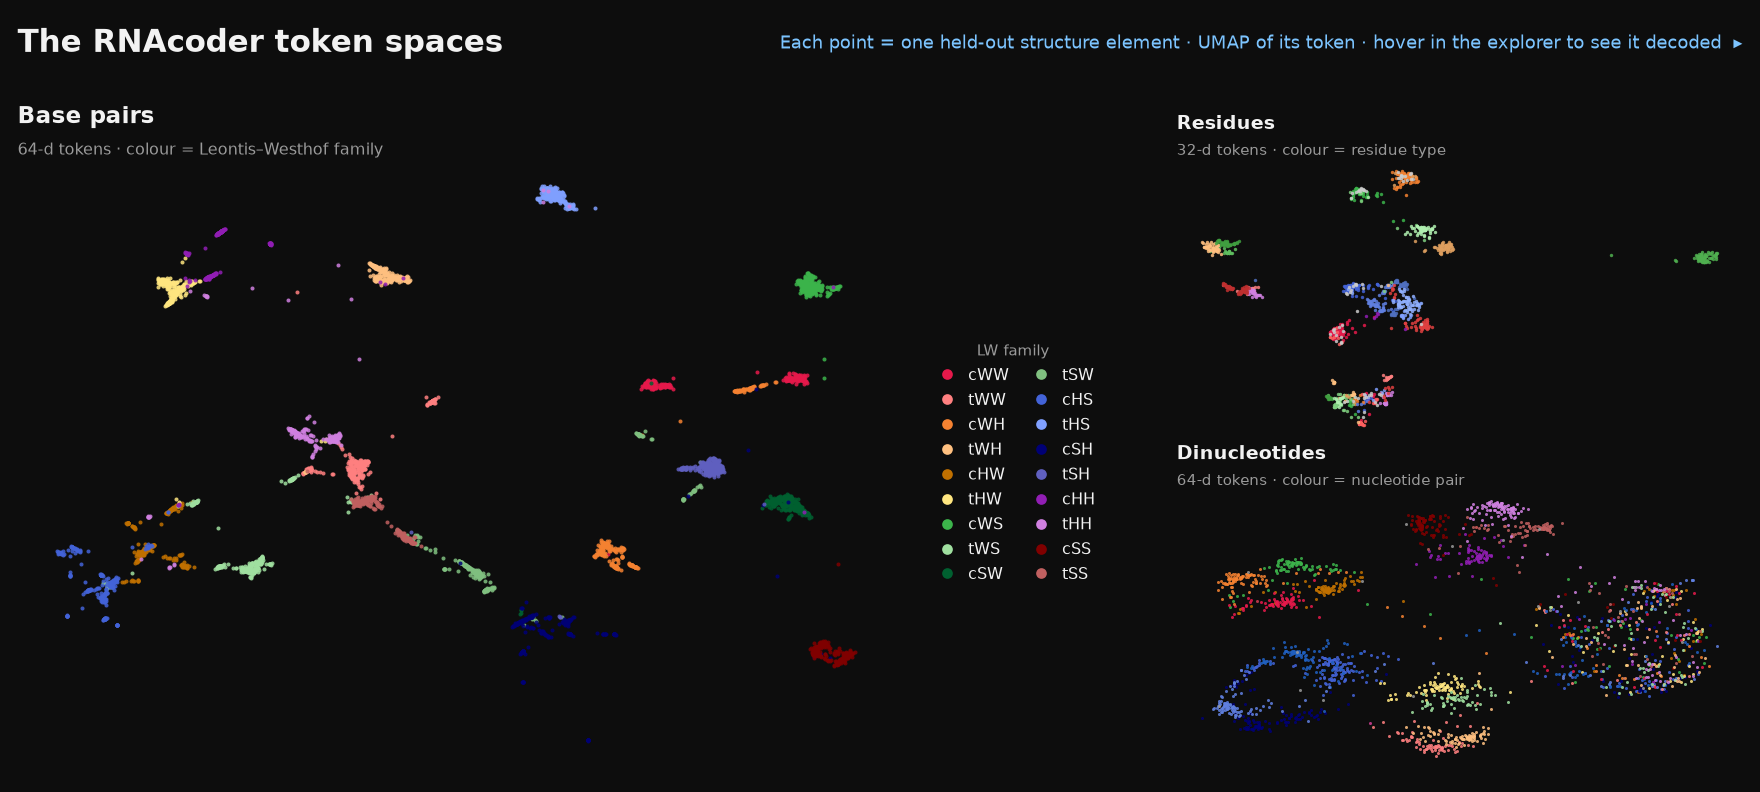 The RNAcoder token spaces
Each point = one held-out structure element · UMAP of its token · hover in the explorer to see it decoded ▸
Base pairs
64-d tokens · colour = Leontis–Westhof family
LW family
cWW
tWW
cWH
tWH
cHW
tHW
cWS
tWS
cSW
tSW
cHS
tHS
cSH
tSH
cHH
tHH
cSS
tSS
Residues
32-d tokens · colour = residue type
Dinucleotides
64-d tokens · colour = nucleotide pair